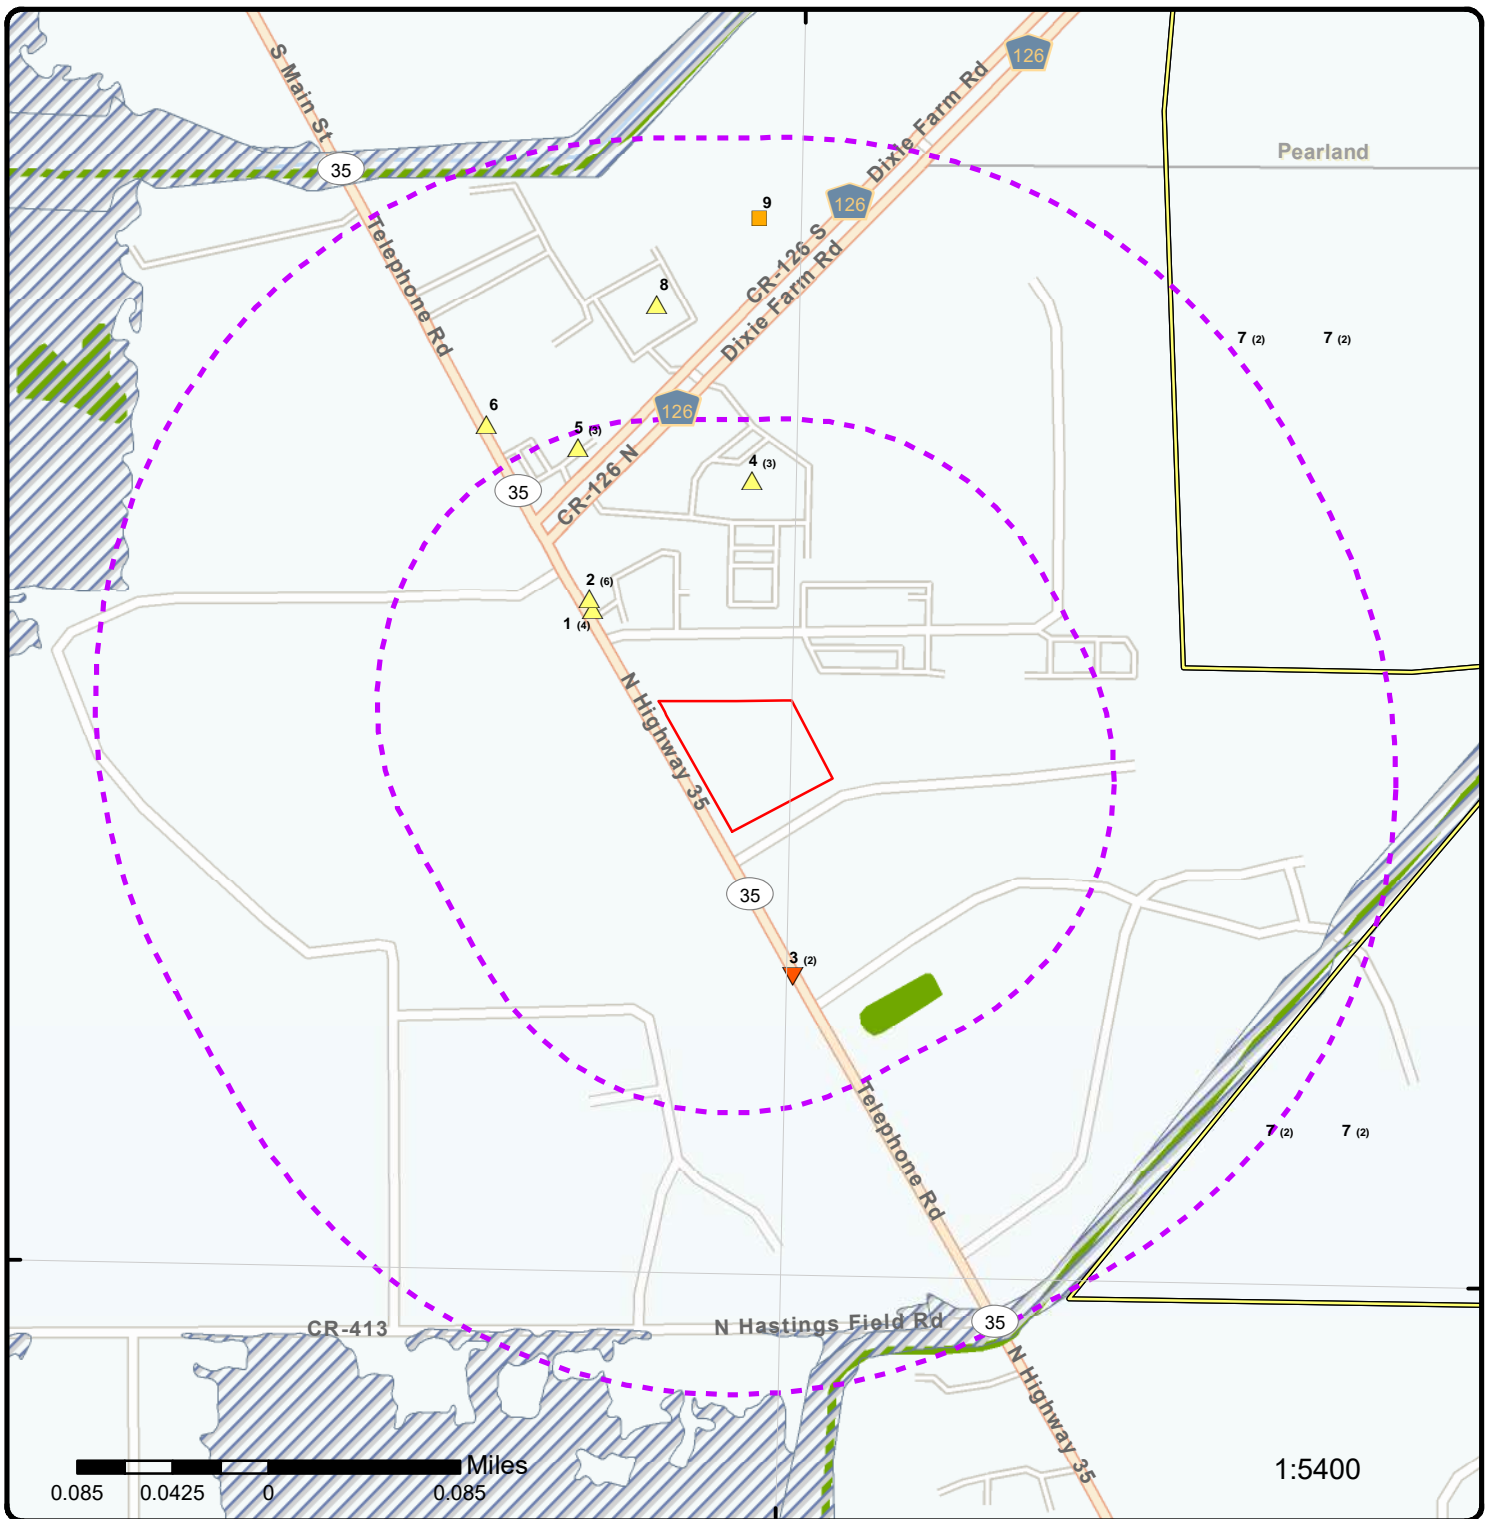 126
S Main St
Dixie Farm Rd
Pearland
35
126
9
CR-126 S
Telephone Rd
Dixie Farm Rd
8
7 (2)
7 (2)
126
6
5 (3)
4 (3)
CR-126 N
35
2 (6)
1 (4)
N Highway 35
35
3 (2)
Telephone Rd
7 (2)
7 (2)
CR-413
N Hastings Field Rd
35
N Highway 35
Miles
0.085 0.0425 0 0.085
1:5400